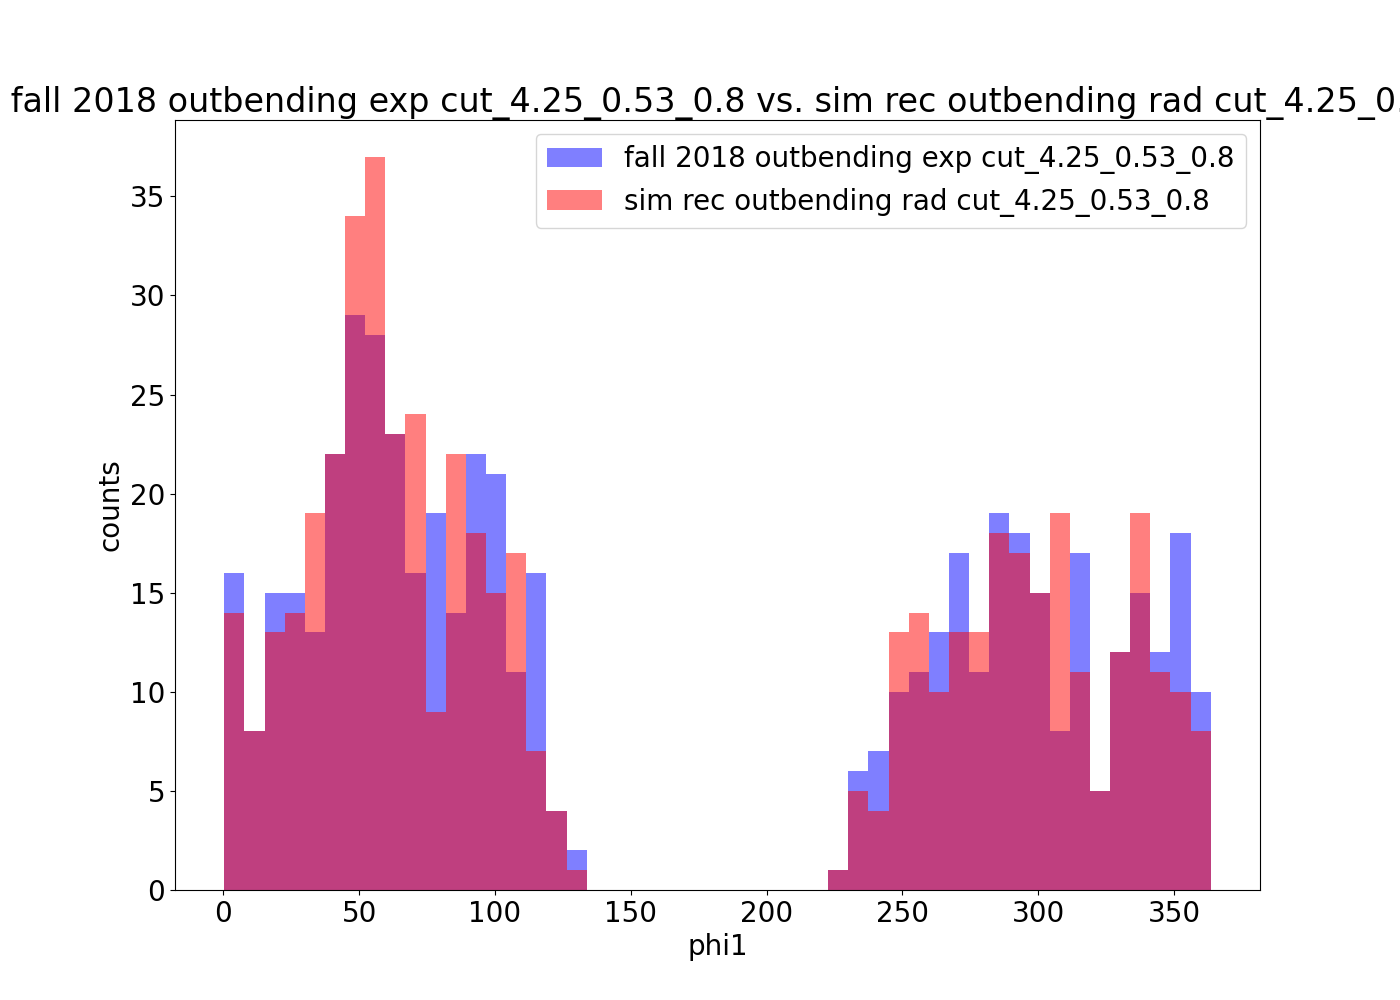 fall 2018 outbending exp cut_4.25_0.53_0.8 vs. sim rec outbending rad cut_4.25_0.
fall 2018 outbending exp cut_4.25_0.53_0.8
sim rec outbending rad cut_4.25_0.53_0.8
35
30
25
20
15
10
5
0
counts
0 50 100 150 200 250 300 350
phi1